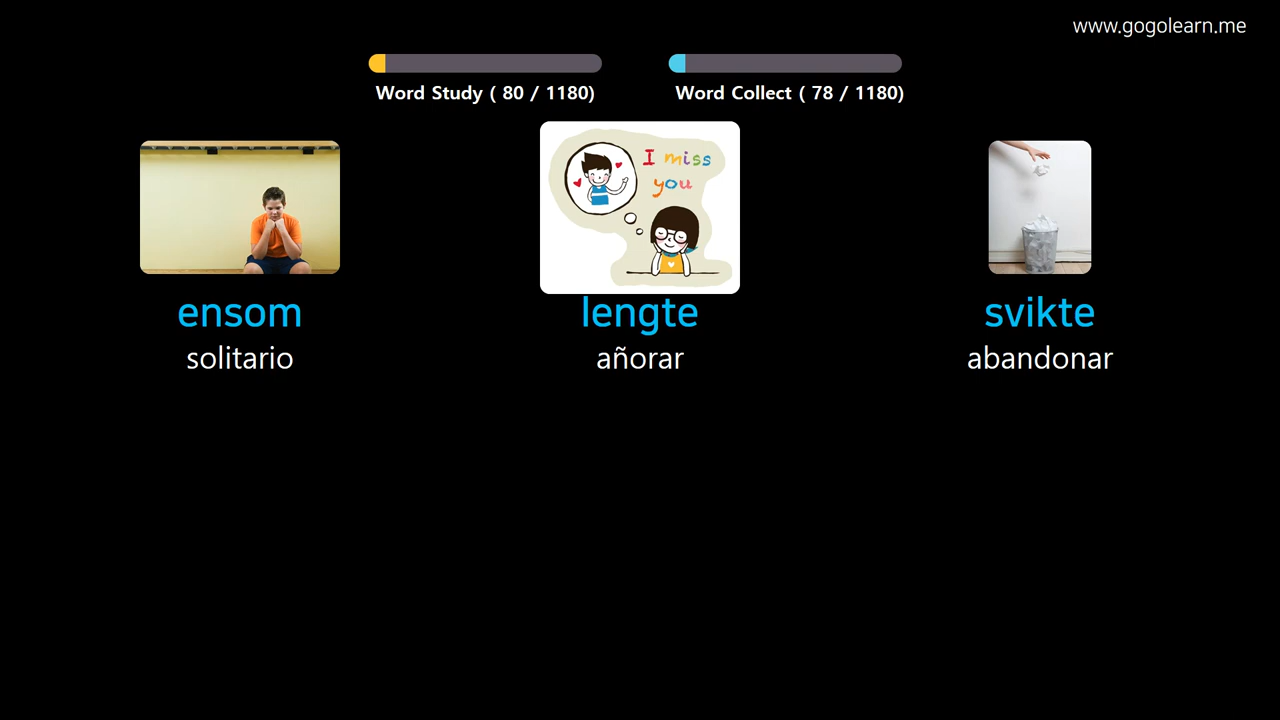 www.gogolearn.me
Word Study ( 80 / 1180)
Word Collect ( 78 / 1180)
I miss
you
ensom
lengte
svikte
solitario
añorar
abandonar